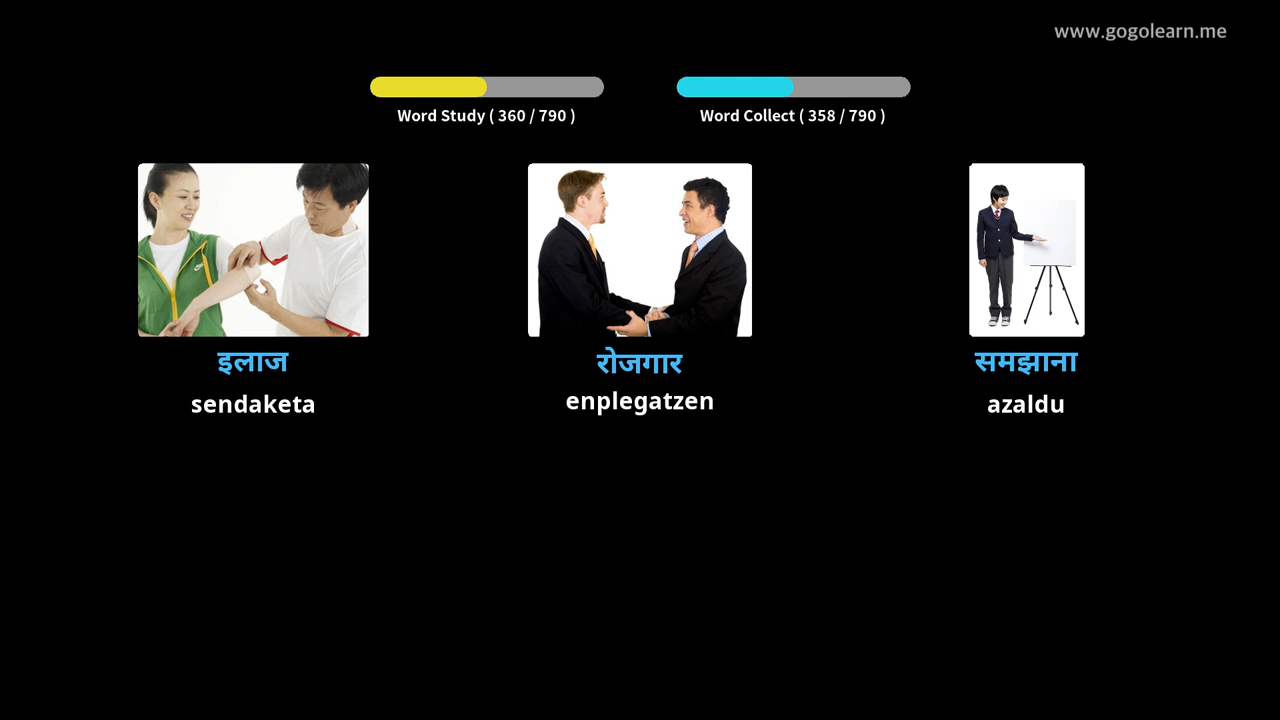 www.gogolearn.me
Word Study ( 360 / 790 )
Word Collect ( 358 / 790 )
इलाज
रोजगार
समझाना
sendaketa
enplegatzen
azaldu